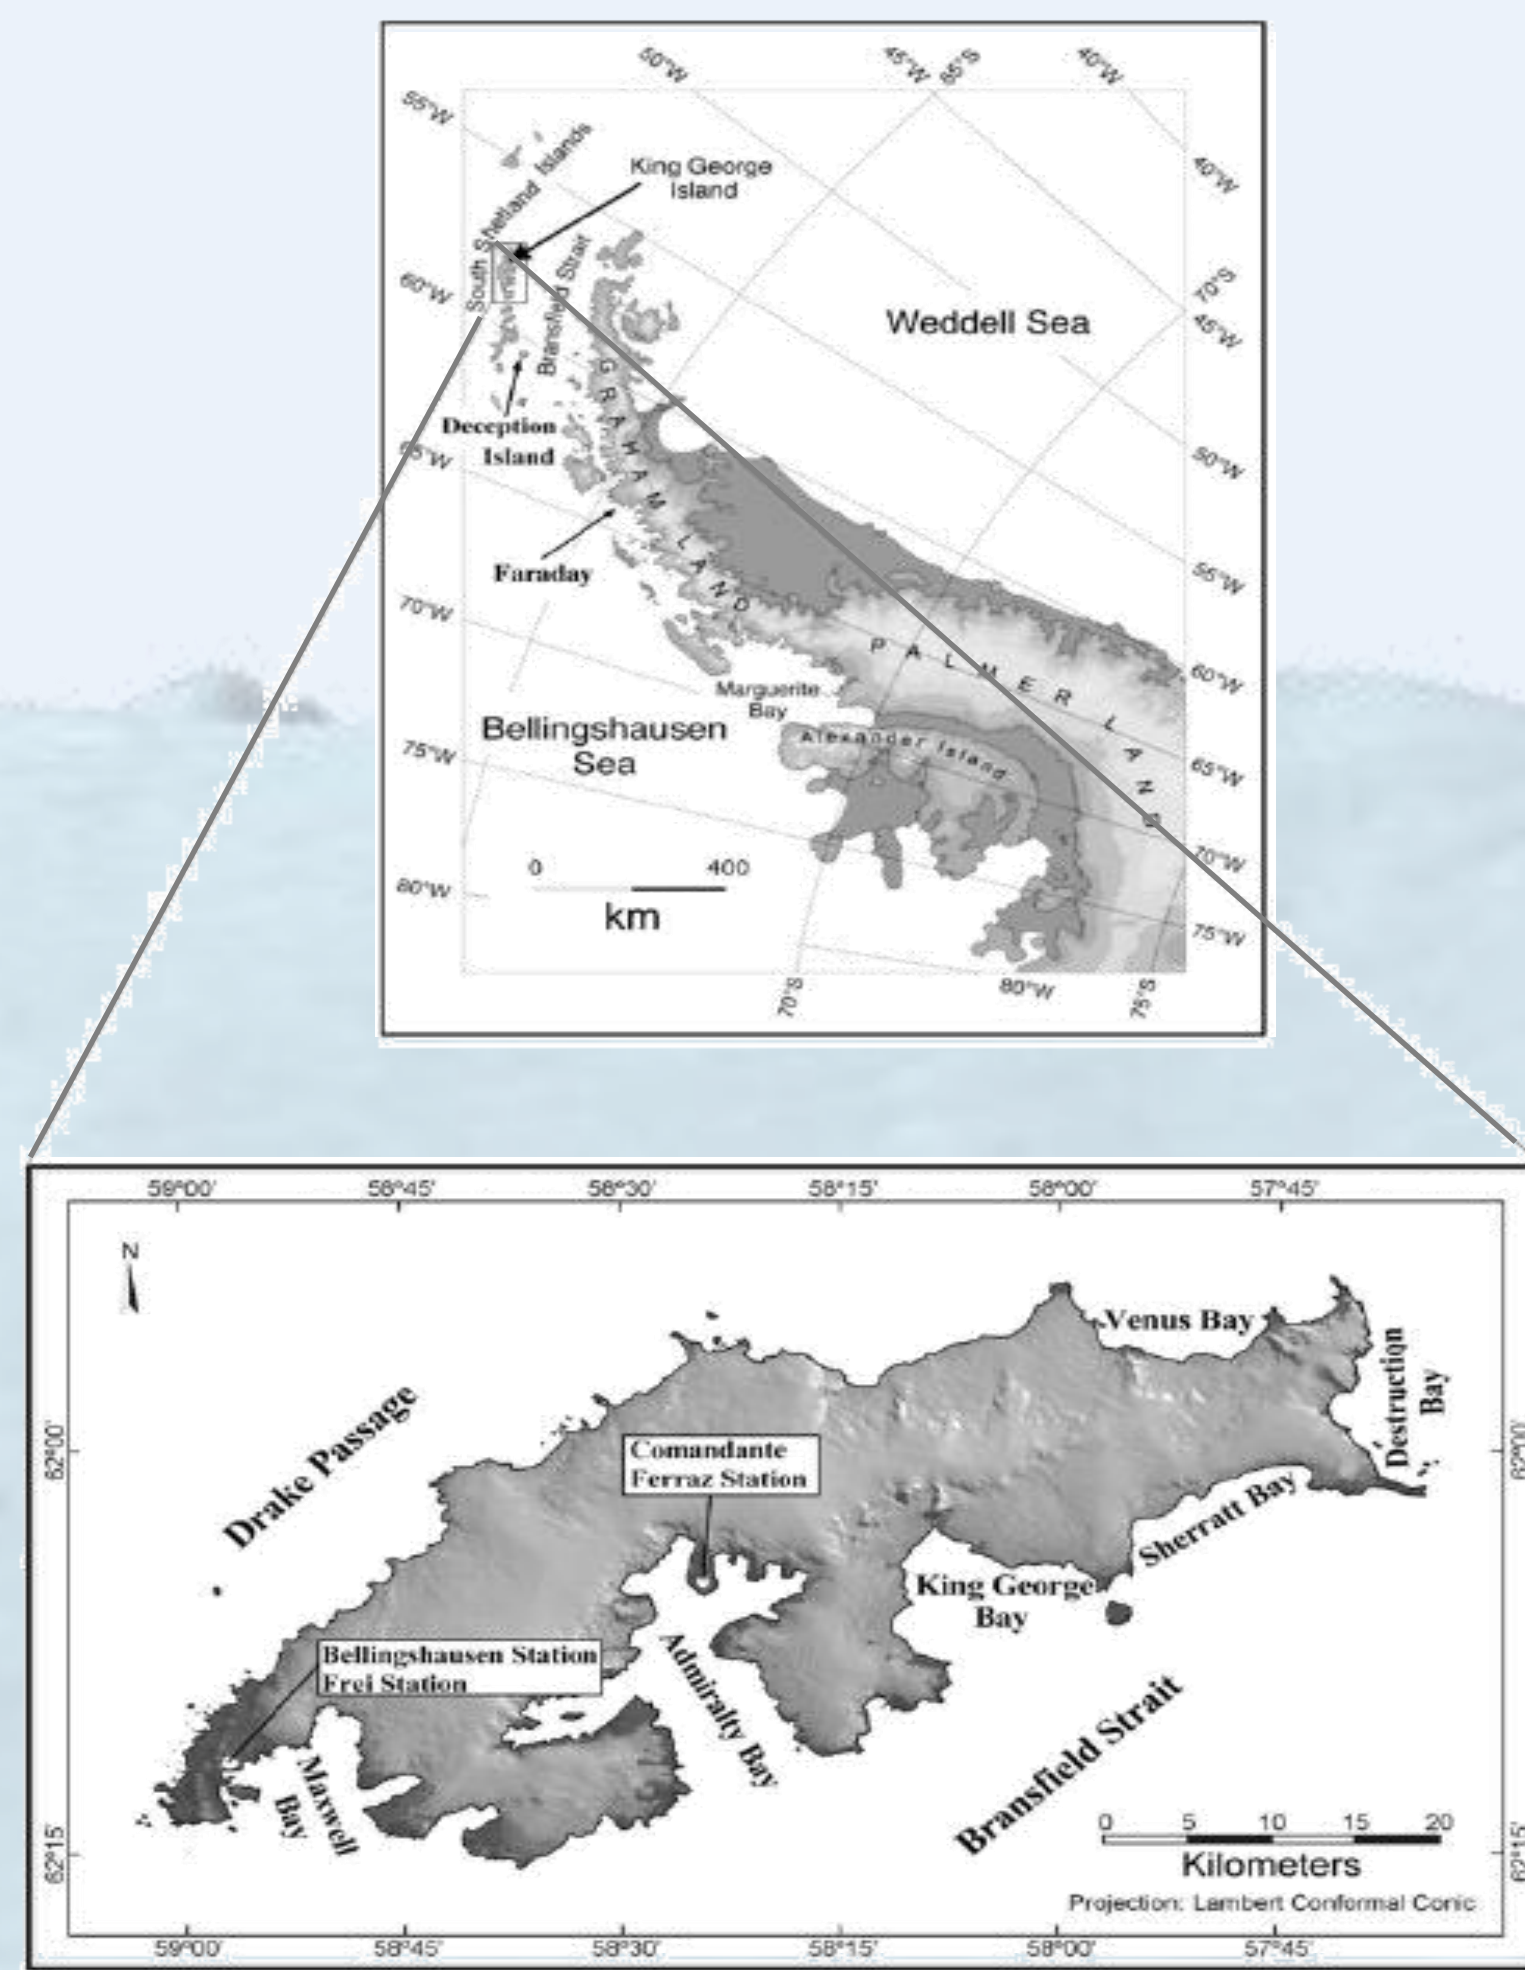 50°W
45°W
65°S
40°W
55°W
40°W
South Shetland Islands
King George
Island
60°W
Bransfield Strait
70°S
45°W
Weddell Sea
GRAHAM LAND
Deception
Island
65°W
50°W
Faraday
55°W
70°W
PALMER LAND
60°W
Marguerite
Bay
Bellingshausen
Sea
Alexander Island
75°W
65°W
0 400
km
70°W
80°W
75°W
70°S
80°W
75°S
59°00' 58°45' 58°30' 58°15' 58°00' 57°45'
N
Venus Bay
Destruction
Bay
Drake Passage
62°00'
62°00'
Comandante
Ferraz Station
Sherratt Bay
King George
Bay
Bellingshausen Station
Frei Station
Admiralty Bay
Maxwell
Bay
Bransfield Strait
0 5 10 15 20
Kilometers
62°15'
62°15'
Projection: Lambert Conformal Conic
59°00' 58°45' 58°30' 58°15' 58°00' 57°45'